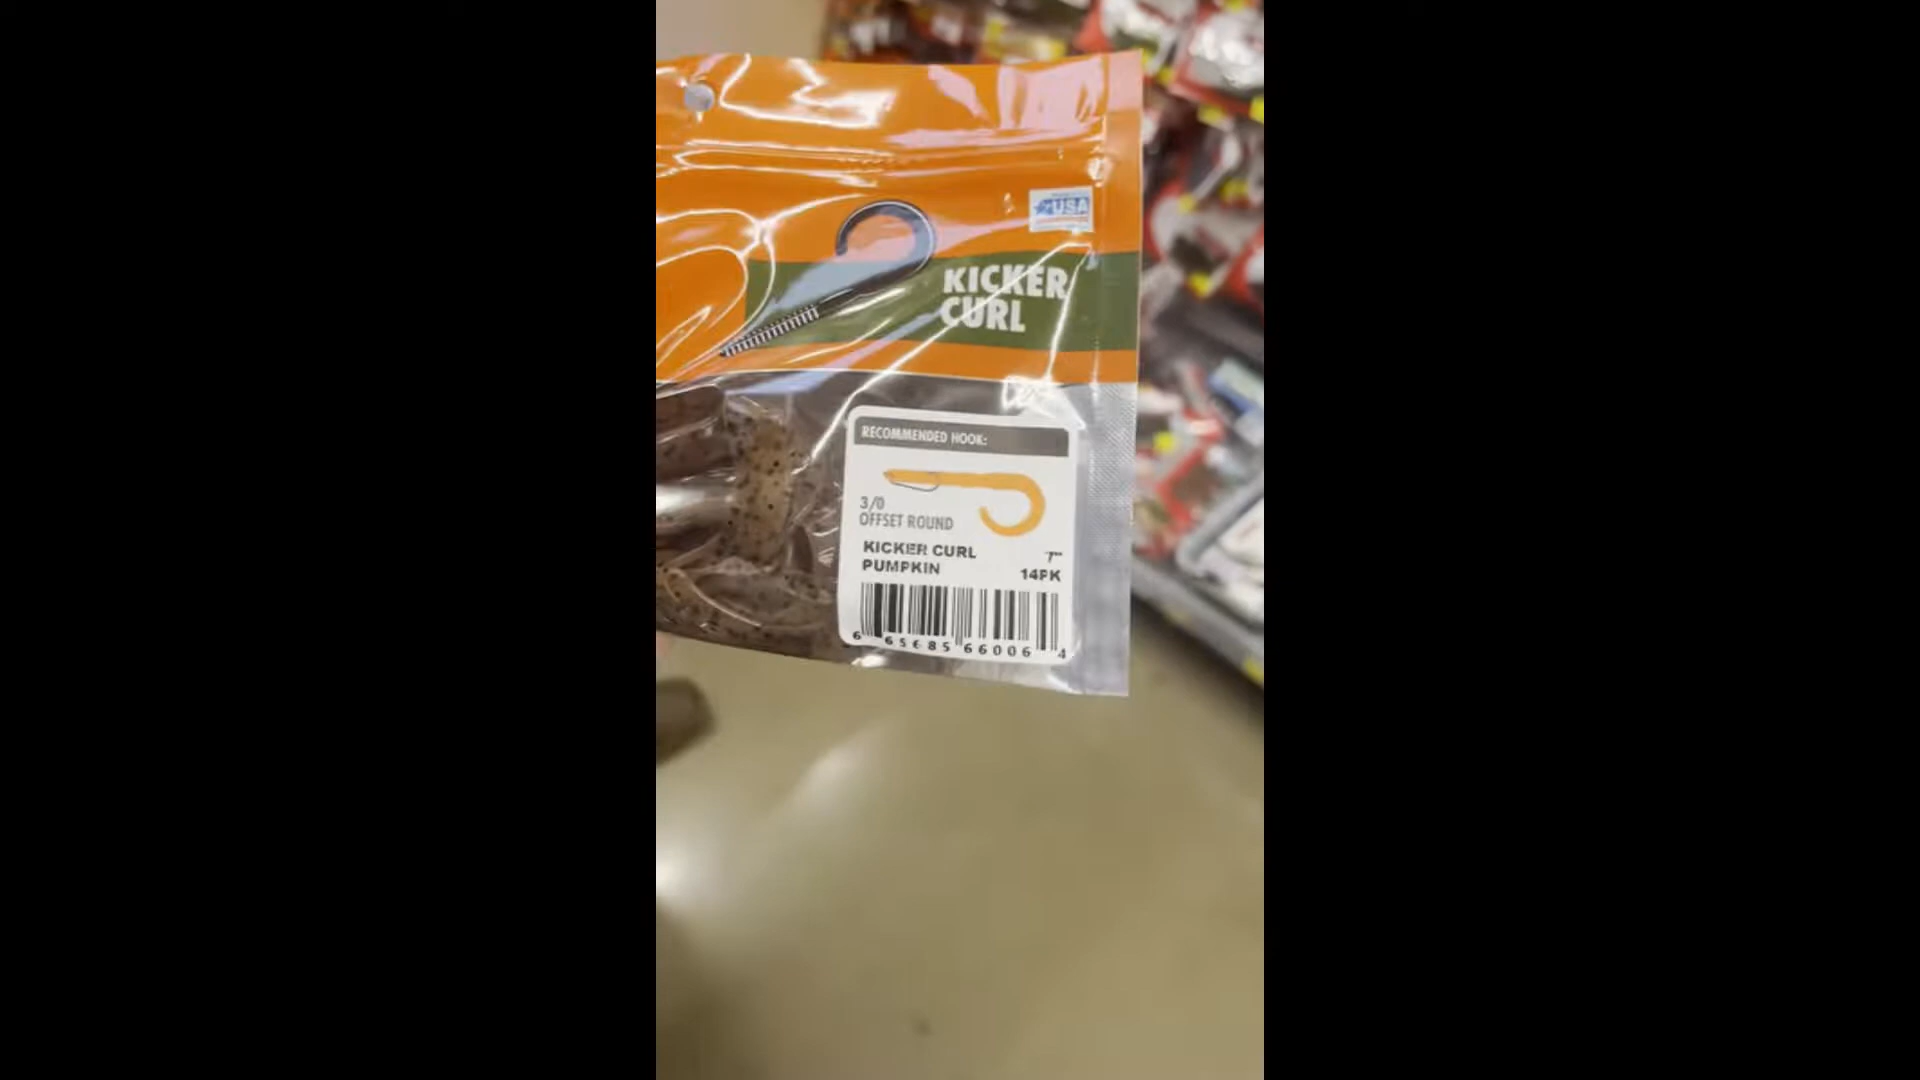 USA
KICKER
CURL
RECOMMENDED HOOK:
3/0
OFFSET ROUND
KICKER CURL 7"
PUMPKIN 14PK
6 65685 66006 4